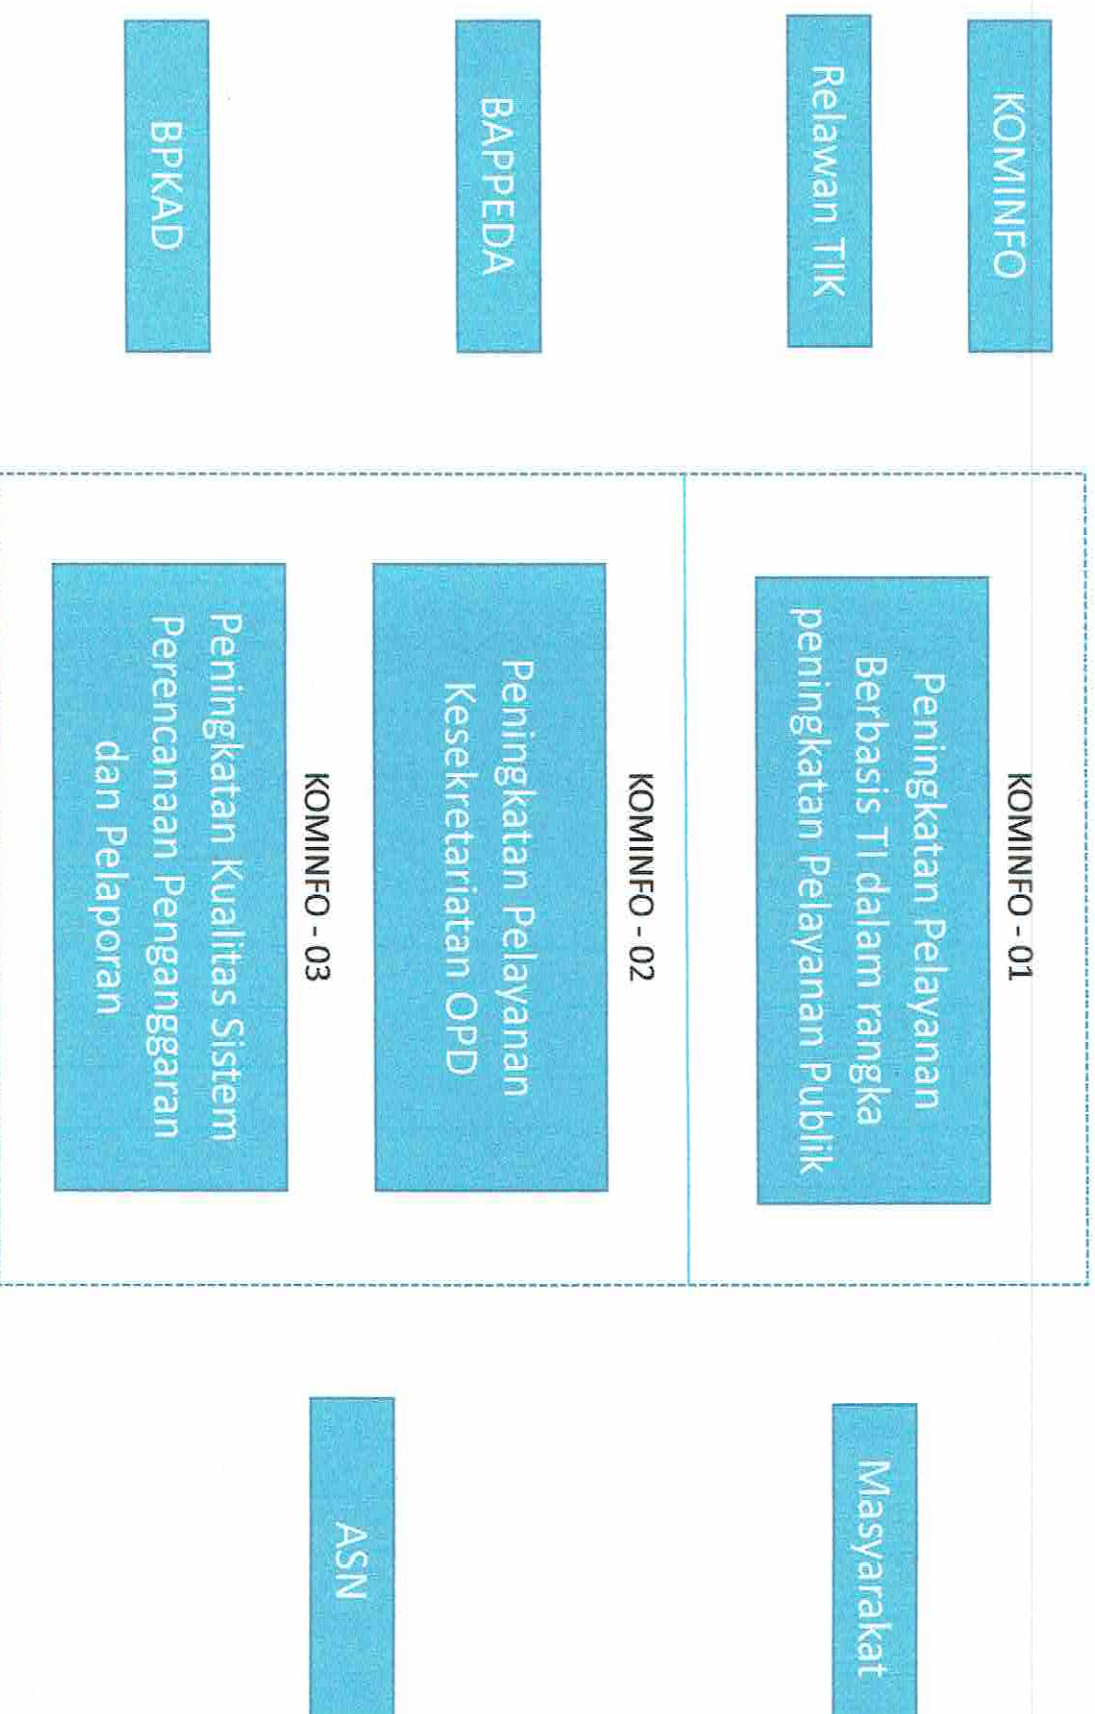 KOMINFO
Relawan TIK
BAPPEDA
BPKAD
KOMINFO - 01
Peningkatan Pelayanan
Berbasis TI dalam rangka
peningkatan Pelayanan Publik
KOMINFO - 02
Peningkatan Pelayanan
Kesekretariatan OPD
KOMINFO - 03
Peningkatan Kualitas Sistem
Perencanaan Penganggaran
dan Pelaporan
Masyarakat
ASN